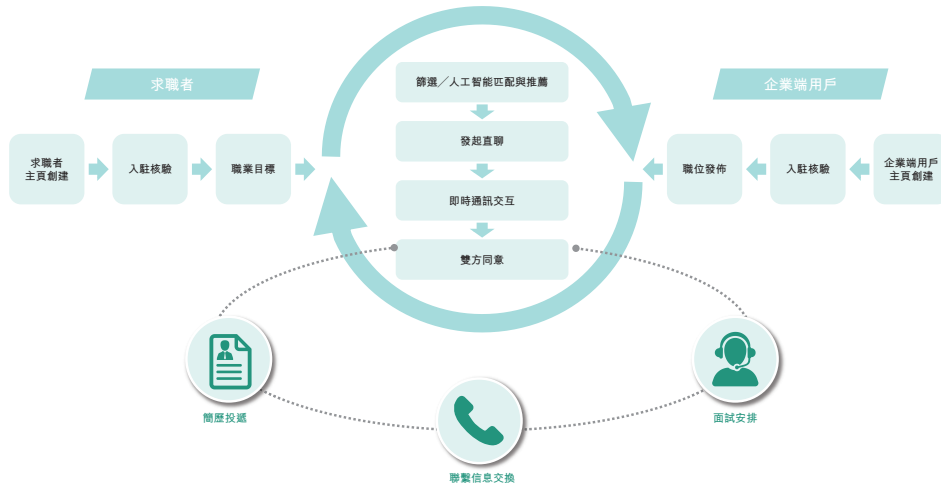 求職者
企業端用戶
求職者
主頁創建
入駐核驗
職業目標
篩選／人工智能匹配與推薦
發起直聊
即時通訊交互
雙方同意
職位發佈
入駐核驗
企業端用戶
主頁創建
簡歷投遞
聯繫信息交換
面試安排